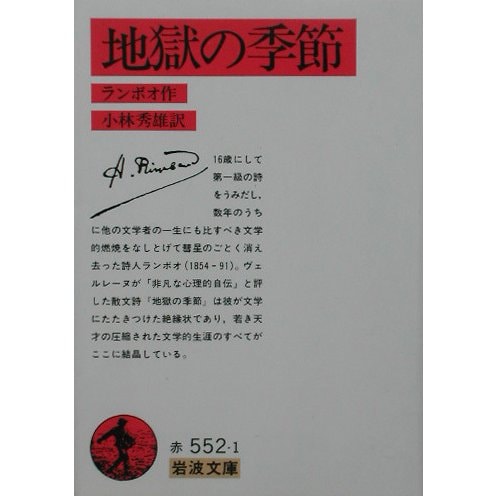 地獄の季節
ランボオ作
小林秀雄訳
A. Rimbaud
16歳にして
第一級の詩
をうみだし,
数年のうち
に他の文学者の一生にも比すべき文学
的燃焼をなしとげて彗星のごとく消え
去った詩人ランボオ(1854-91)。ヴェ
ルレーヌが「非凡な心理的自伝」と評
した散文詩『地獄の季節』は彼が文学
にたたきつけた絶縁状であり,若き天
才の圧縮された文学的生涯のすべてが
ここに結晶している。
赤 552-1
岩波文庫